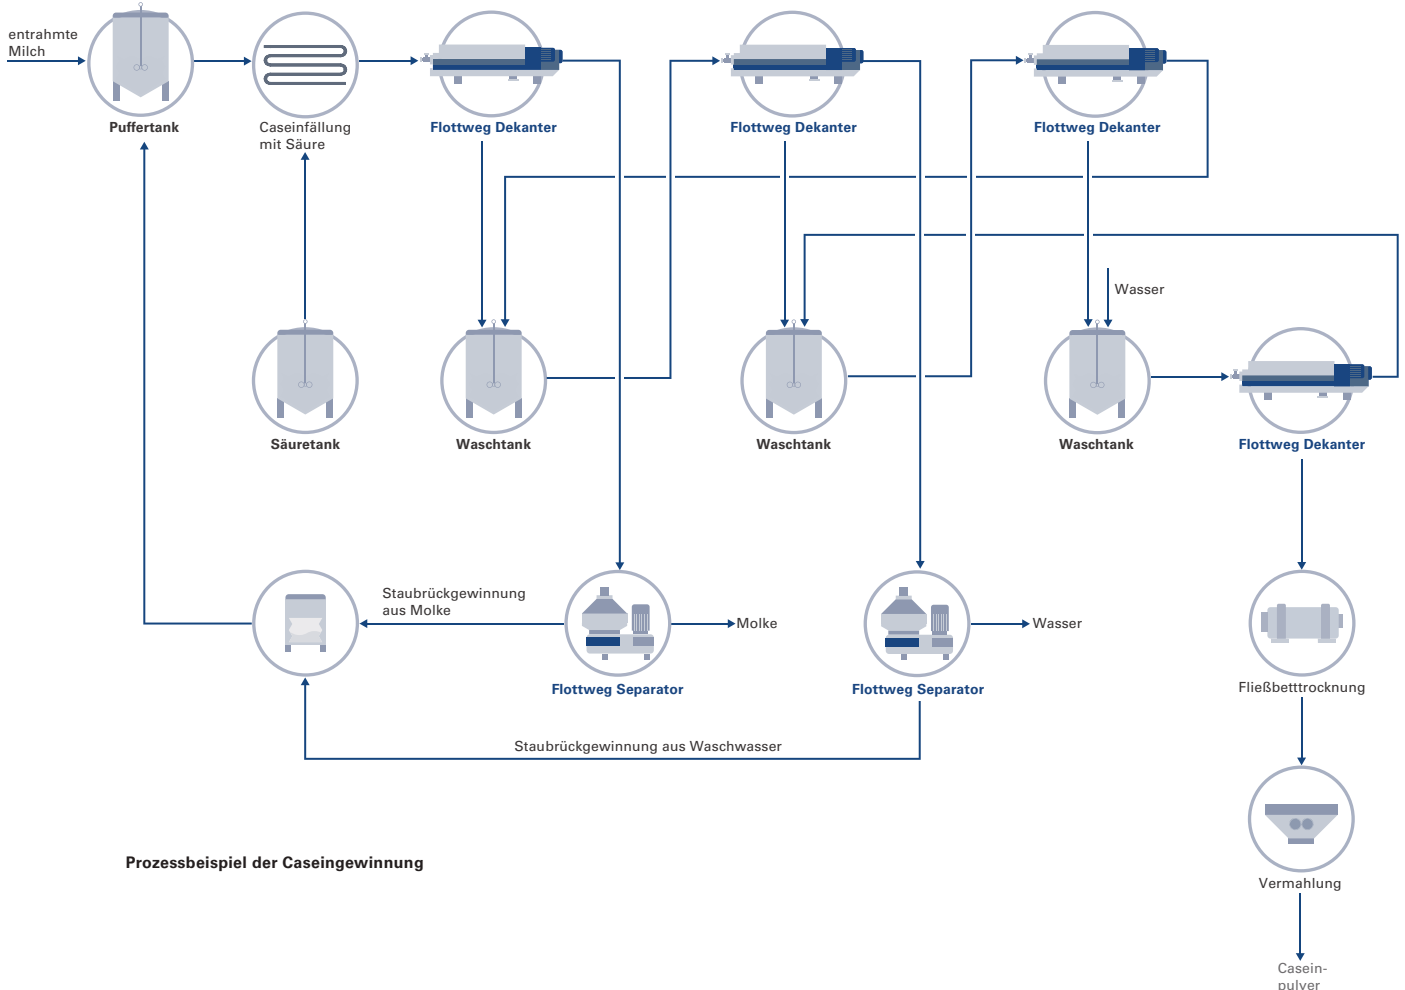 entrahmte
Milch
Puffertank
Caseinfällung
mit Säure
Flottweg Dekanter
Flottweg Dekanter
Flottweg Dekanter
Wasser
Säuretank
Waschtank
Waschtank
Waschtank
Flottweg Dekanter
Staubrückgewinnung
aus Molke
Molke
Wasser
Flottweg Separator
Flottweg Separator
Fließbetttrocknung
Staubrückgewinnung aus Waschwasser
Prozessbeispiel der Caseingewinnung
Vermahlung
Casein-
pulver